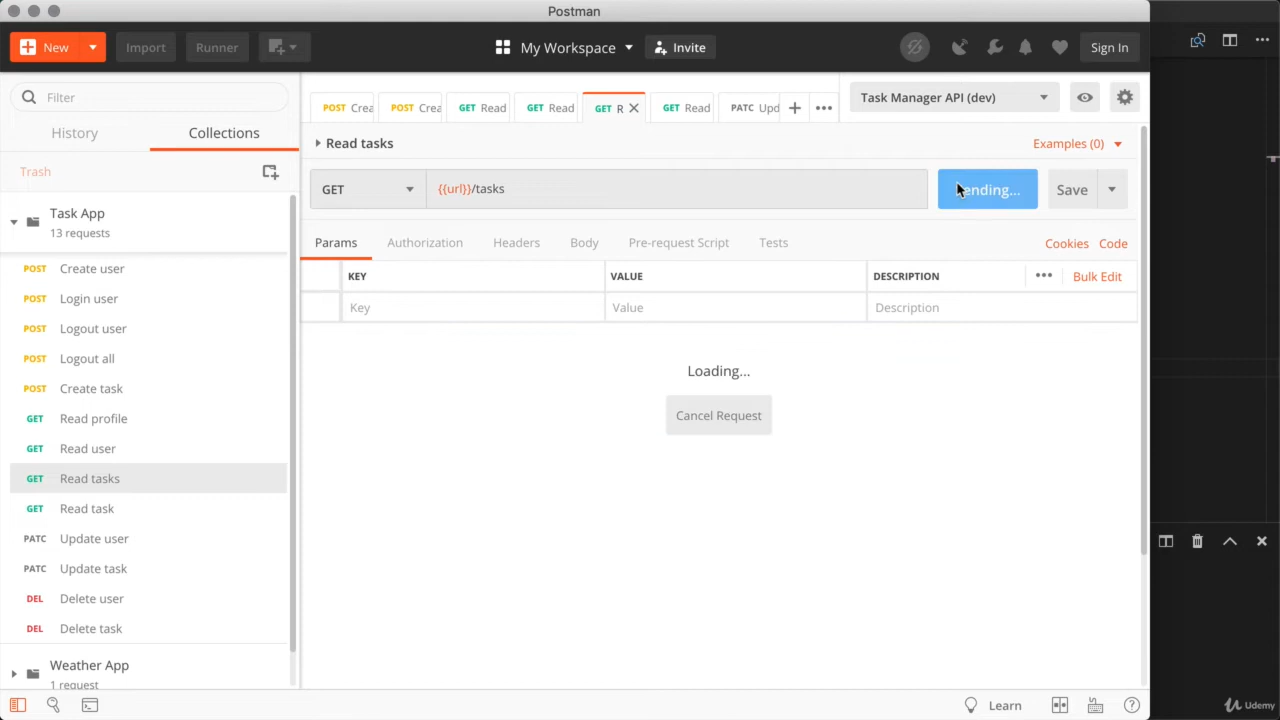 Postman
New
Import
Runner
My Workspace
Invite
Sign In
Filter
History
Collections
Trash
Task App
13 requests
POST Create user
POST Login user
POST Logout user
POST Logout all
POST Create task
GET Read profile
GET Read user
GET Read tasks
GET Read task
PATC Update user
PATC Update task
DEL Delete user
DEL Delete task
Weather App
1 request
POST Crea
POST Crea
GET Read
GET Read
GET R
GET Read
PATC Upd
Task Manager API (dev)
Read tasks
Examples (0)
GET
{{url}}/tasks
ending...
Save
Params
Authorization
Headers
Body
Pre-request Script
Tests
Cookies
Code
KEY
VALUE
DESCRIPTION
Bulk Edit
Key
Value
Description
Loading...
Cancel Request
Learn
Udemy